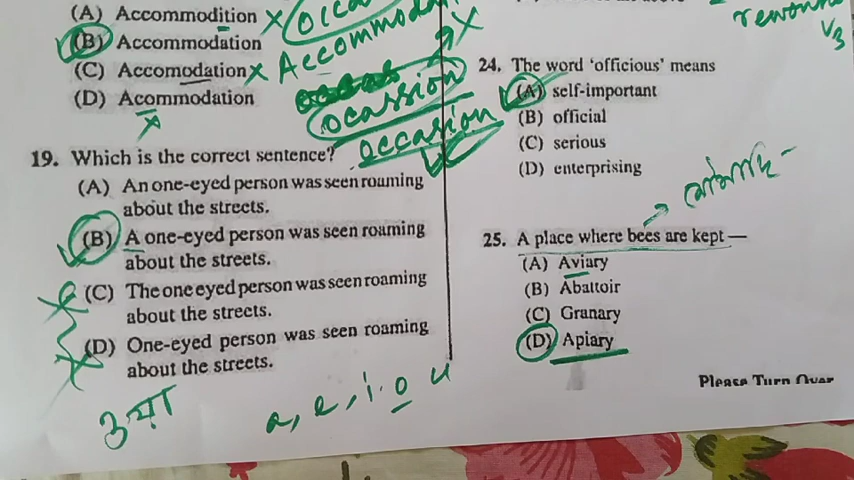 (A) Accommodition x
(B) Accommodation
(C) Accomodation x Accommoda
(D) Acommodation
x
ocassion
occasion
19. Which is the correct sentence?
(A) An one-eyed person was seen roaming
about the streets.
(B) A one-eyed person was seen roaming
about the streets.
(C) The one eyed person was seen roaming
about the streets.
(D) One-eyed person was seen roaming
about the streets.
a, e, i, o u
24. The word ‘officious’ means
(A) self-important
(B) official
(C) serious
(D) enterprising
25. A place where bees are kept —
(A) Aviary
(B) Abattoir
(C) Granary
(D) Apiary
Please Turn Over